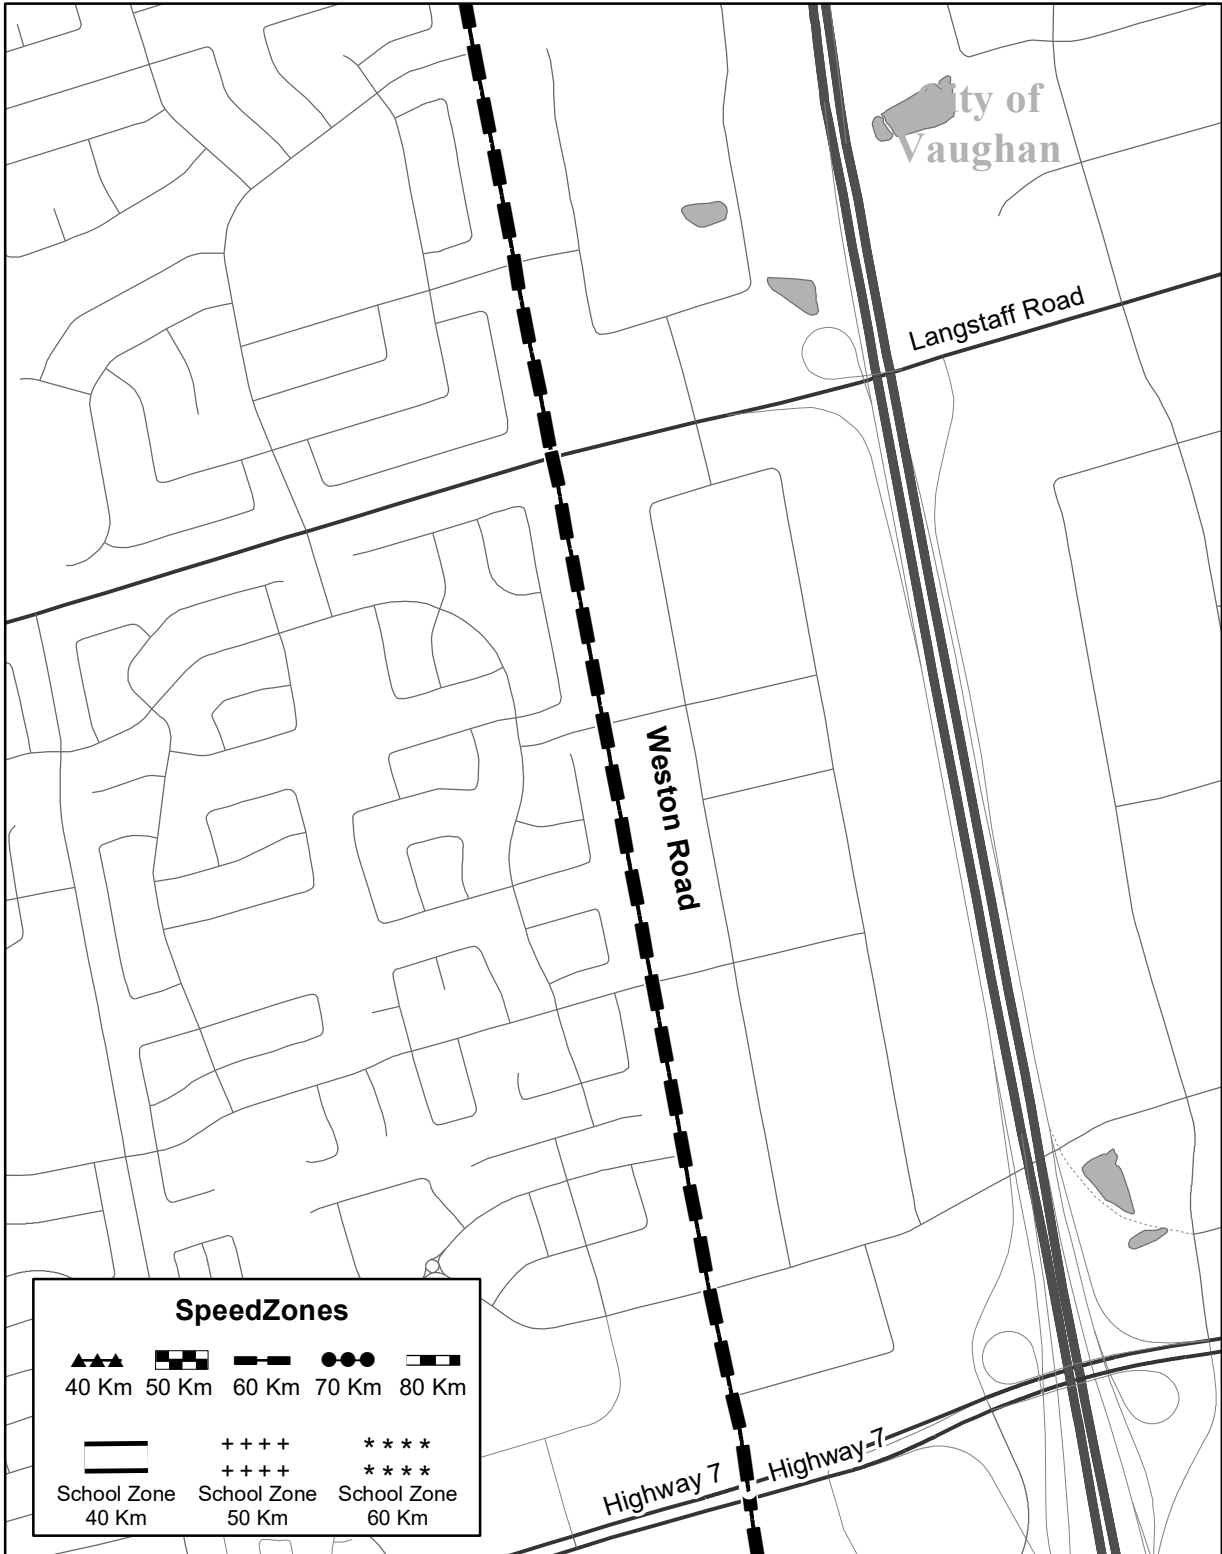 City of
Vaughan
Langstaff Road
Weston Road
Highway 7
Highway 7
SpeedZones
40 Km 50 Km 60 Km 70 Km 80 Km
School Zone School Zone School Zone
40 Km 50 Km 60 Km